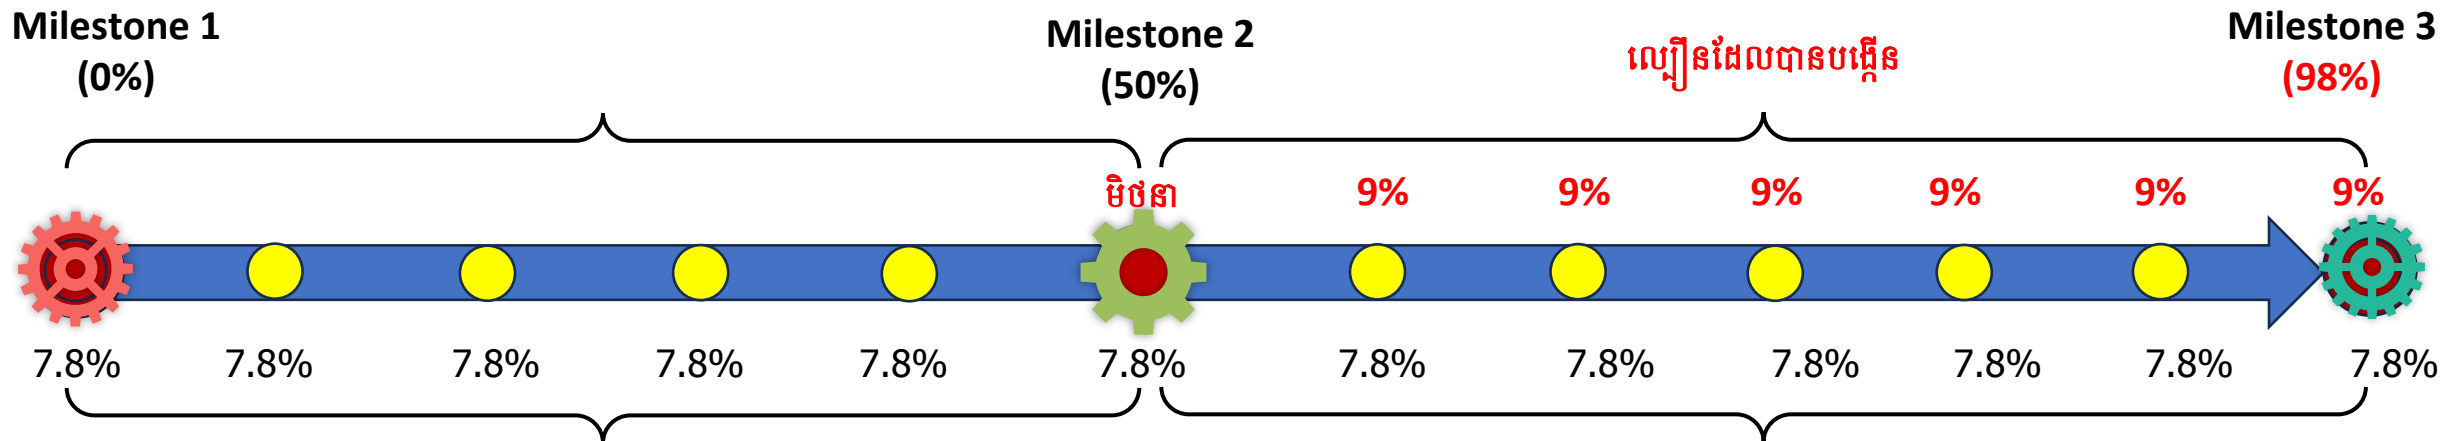 Milestone 1
(0%)
Milestone 2
(50%)
ល្បឿនដែលបានបង្កើន
Milestone 3
(98%)
មិថុនា 9% 9% 9% 9% 9% 9%
7.8% 7.8% 7.8% 7.8% 7.8% 7.8% 7.8% 7.8% 7.8% 7.8% 7.8% 7.8%